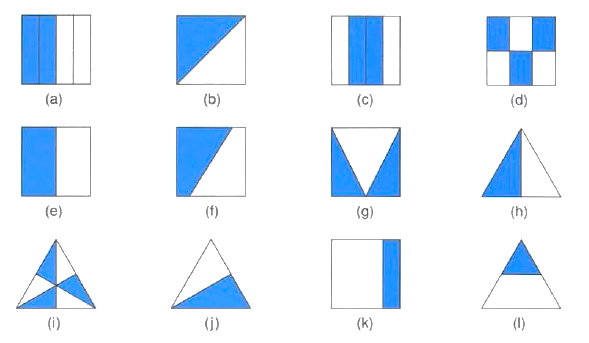 (a) (b) (c) (d)
(e) (f) (g) (h)
(i) (j) (k) (l)